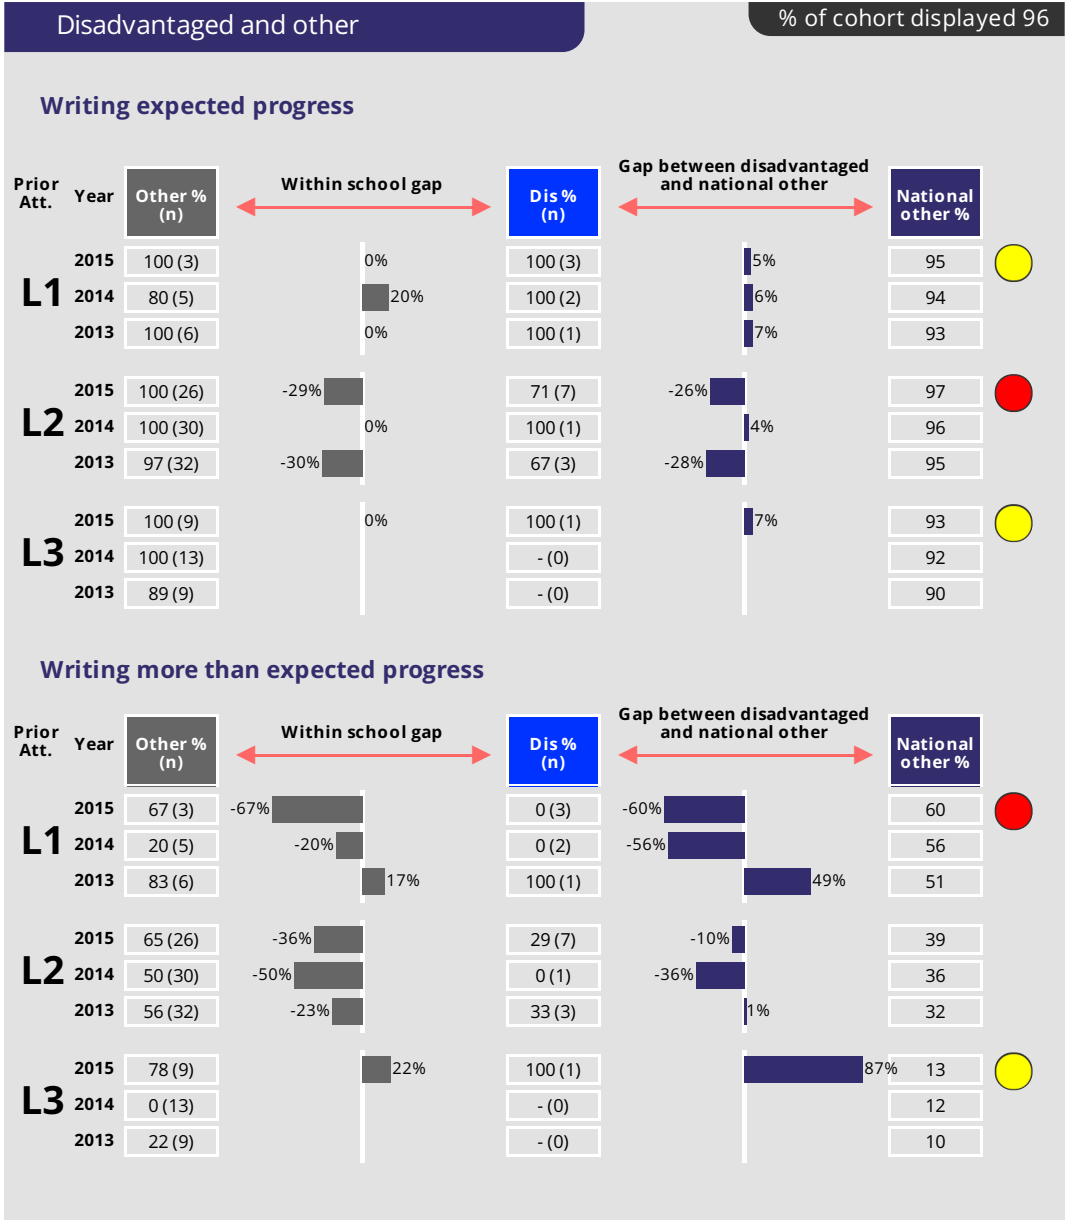 Disadvantaged and other
% of cohort displayed 96
Writing expected progress
Prior Att. Year Other % (n) Within school gap Dis % (n) Gap between disadvantaged and national other National other %
L1
2015 100 (3) 0% 100 (3) 5% 95
2014 80 (5) 20% 100 (2) 6% 94
2013 100 (6) 0% 100 (1) 7% 93
L2
2015 100 (26) -29% 71 (7) -26% 97
2014 100 (30) 0% 100 (1) 4% 96
2013 97 (32) -30% 67 (3) -28% 95
L3
2015 100 (9) 0% 100 (1) 7% 93
2014 100 (13) - (0) 92
2013 89 (9) - (0) 90
Writing more than expected progress
Prior Att. Year Other % (n) Within school gap Dis % (n) Gap between disadvantaged and national other National other %
L1
2015 67 (3) -67% 0 (3) -60% 60
2014 20 (5) -20% 0 (2) -56% 56
2013 83 (6) 17% 100 (1) 49% 51
L2
2015 65 (26) -36% 29 (7) -10% 39
2014 50 (30) -50% 0 (1) -36% 36
2013 56 (32) -23% 33 (3) 1% 32
L3
2015 78 (9) 22% 100 (1) 87% 13
2014 0 (13) - (0) 12
2013 22 (9) - (0) 10